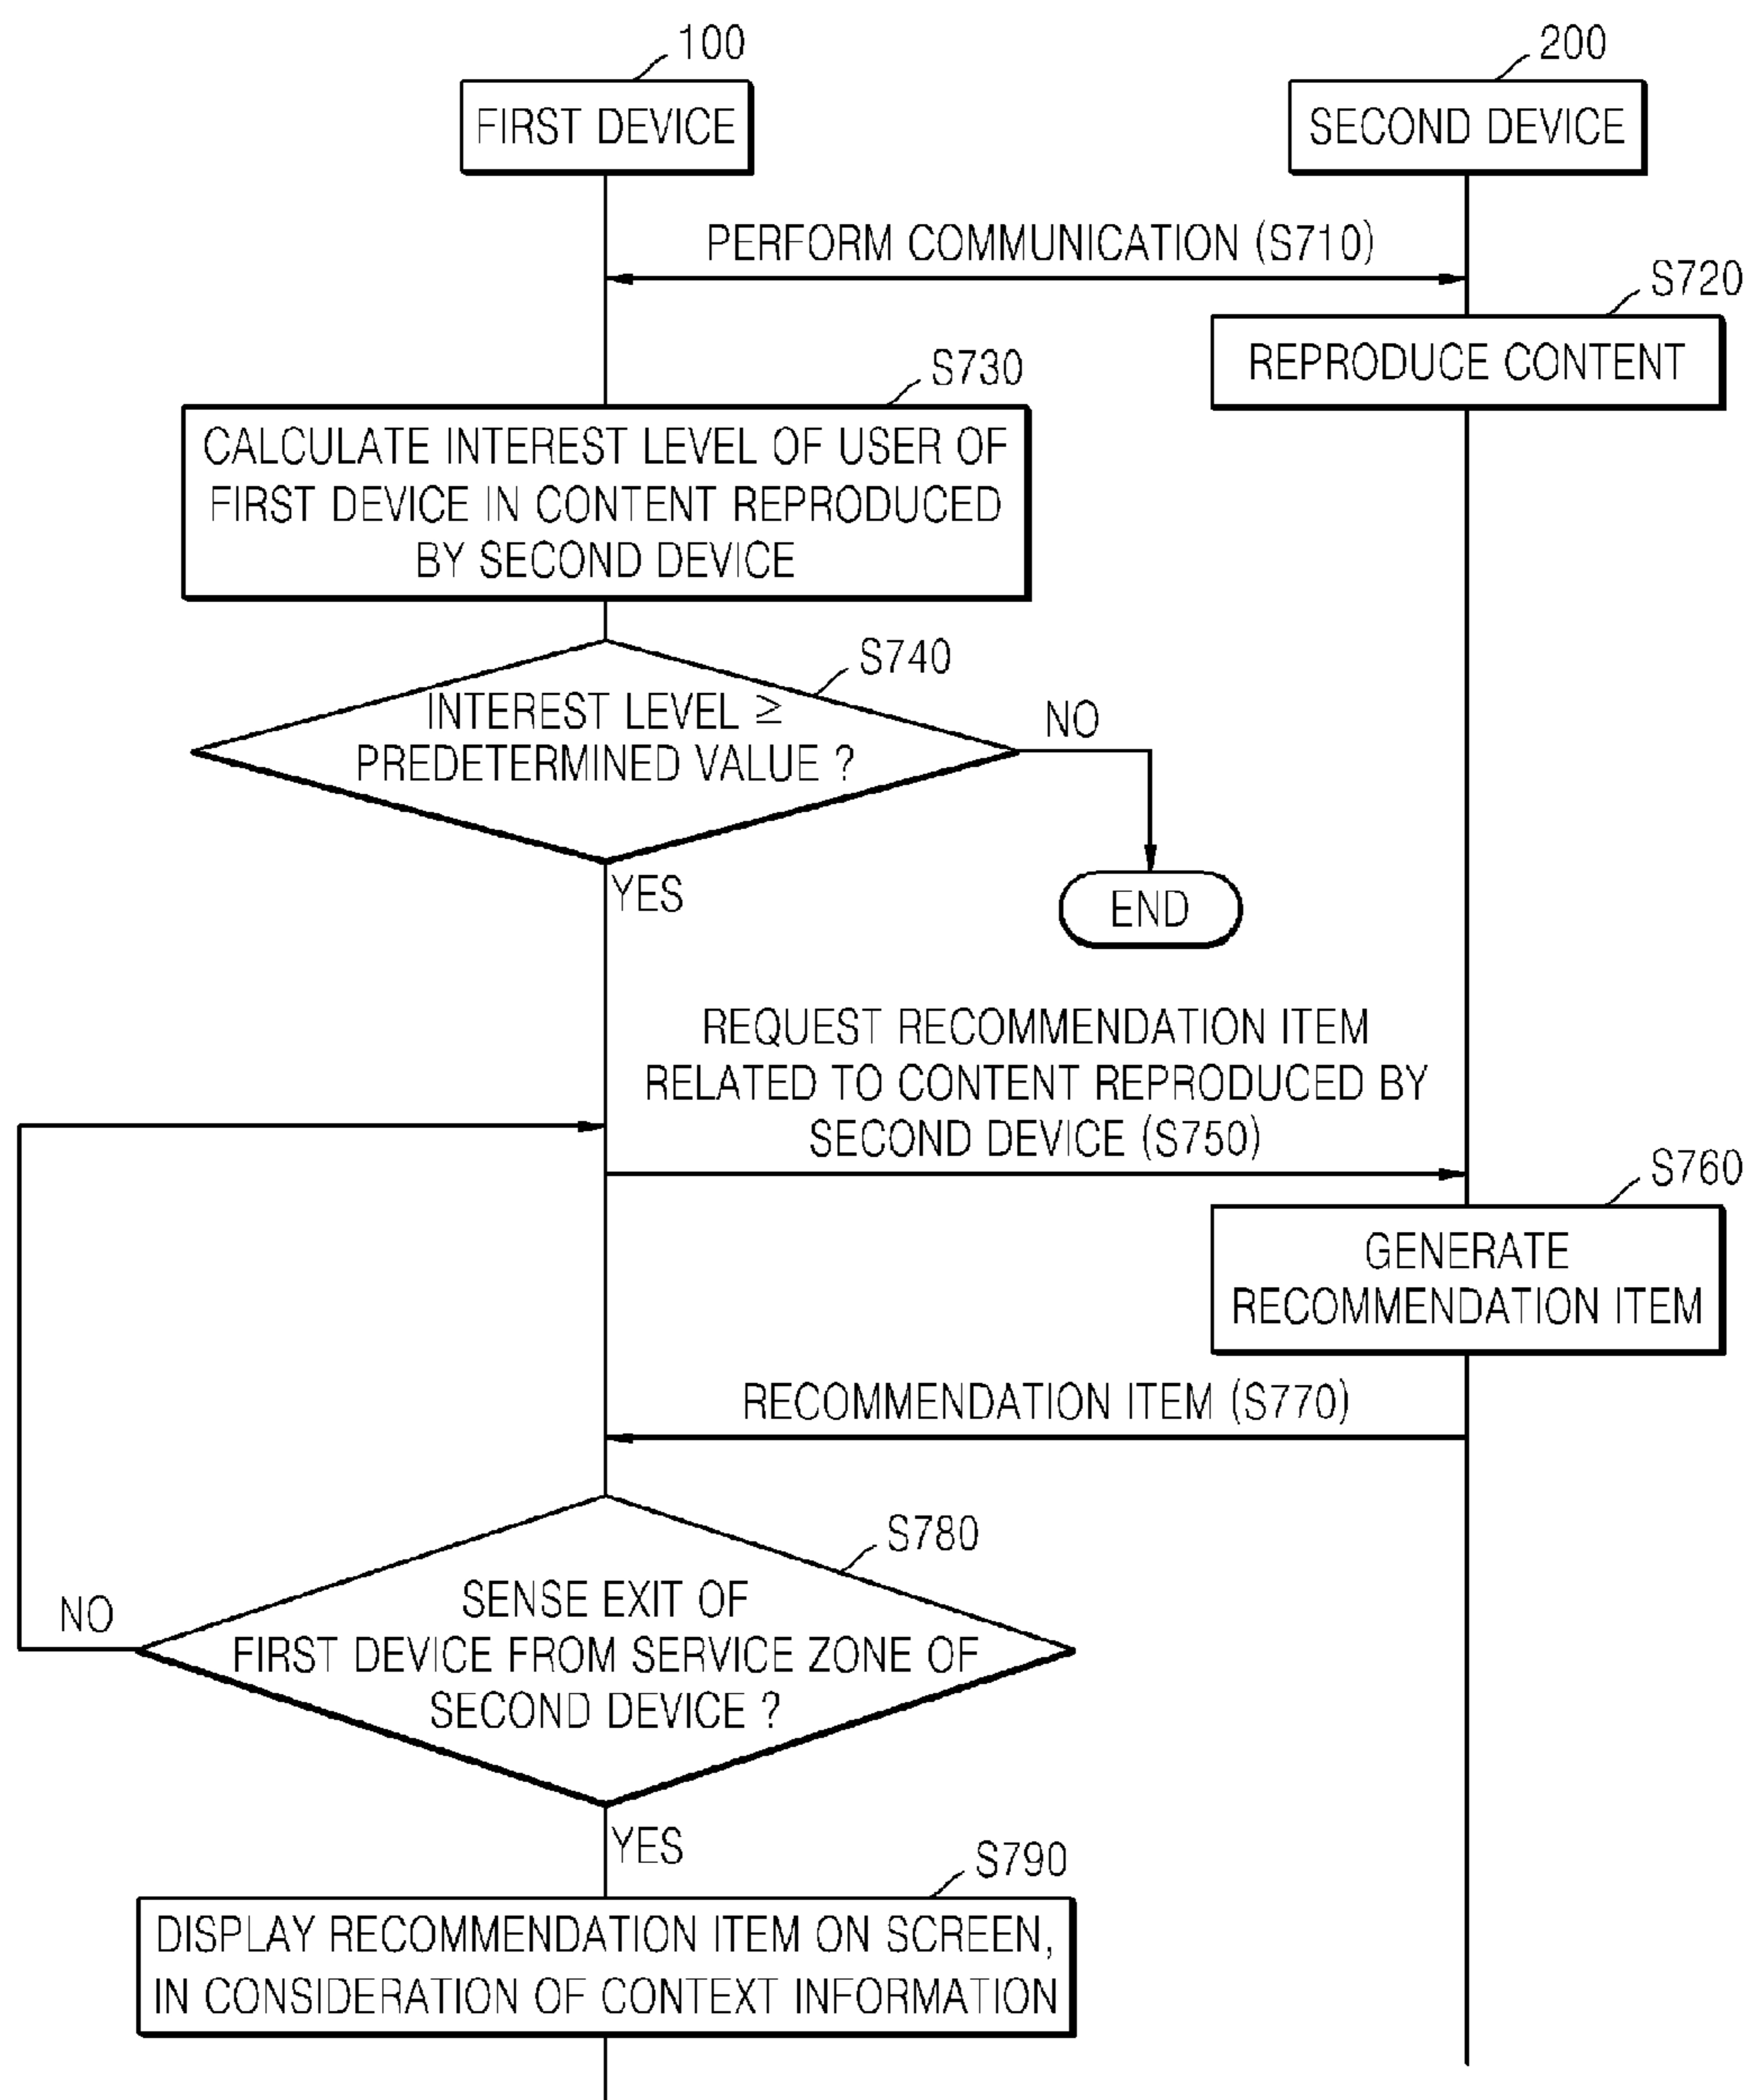 100
200
FIRST DEVICE
SECOND DEVICE
PERFORM COMMUNICATION (S710)
S720
REPRODUCE CONTENT
S730
CALCULATE INTEREST LEVEL OF USER OF
FIRST DEVICE IN CONTENT REPRODUCED
BY SECOND DEVICE
S740
INTEREST LEVEL ≥
PREDETERMINED VALUE ?
NO
YES
END
REQUEST RECOMMENDATION ITEM
RELATED TO CONTENT REPRODUCED BY
SECOND DEVICE (S750)
S760
GENERATE
RECOMMENDATION ITEM
RECOMMENDATION ITEM (S770)
S780
SENSE EXIT OF
FIRST DEVICE FROM SERVICE ZONE OF
SECOND DEVICE ?
NO
YES
S790
DISPLAY RECOMMENDATION ITEM ON SCREEN,
IN CONSIDERATION OF CONTEXT INFORMATION